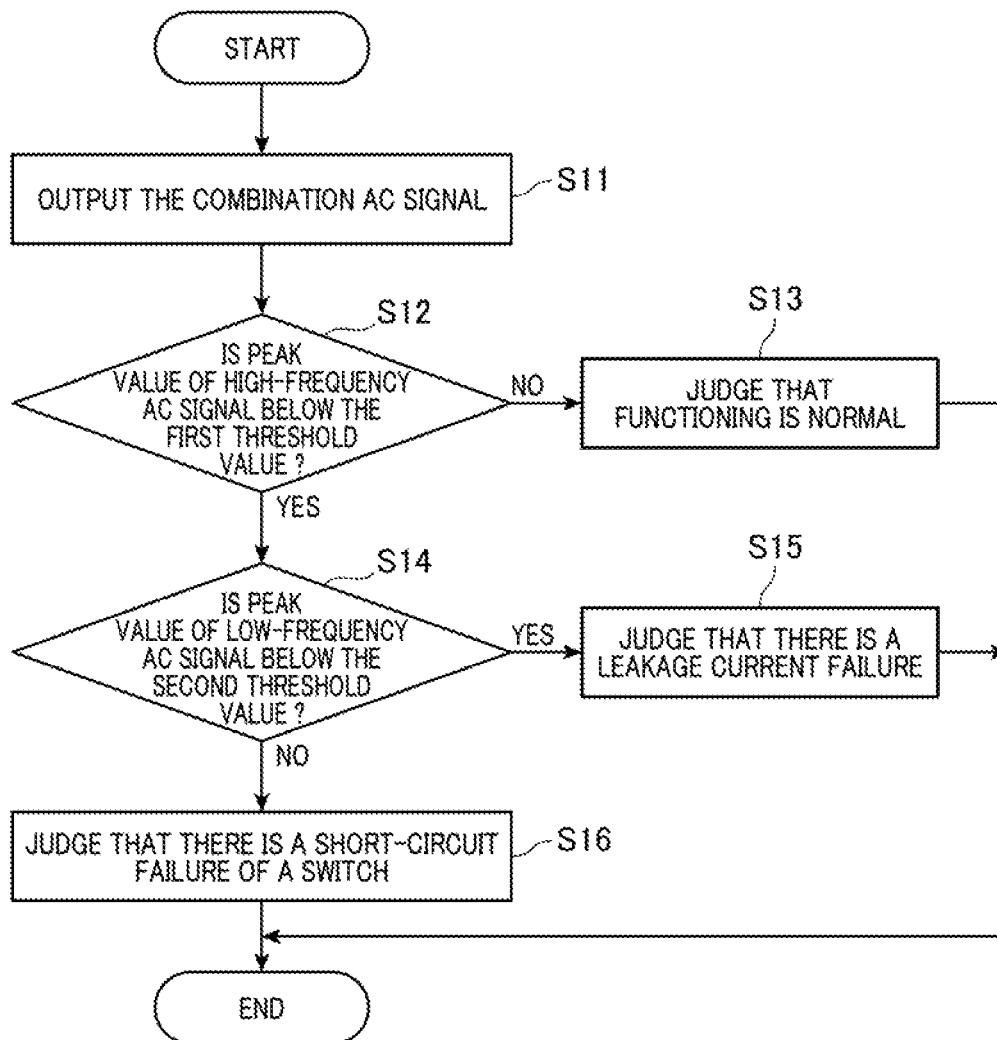 START
OUTPUT THE COMBINATION AC SIGNAL
S11
S12
IS PEAK
VALUE OF HIGH-FREQUENCY
AC SIGNAL BELOW THE
FIRST THRESHOLD
VALUE ?
NO
S13
JUDGE THAT
FUNCTIONING IS NORMAL
YES
S14
IS PEAK
VALUE OF LOW-FREQUENCY
AC SIGNAL BELOW THE
SECOND THRESHOLD
VALUE ?
YES
S15
JUDGE THAT THERE IS A
LEAKAGE CURRENT FAILURE
NO
JUDGE THAT THERE IS A SHORT-CIRCUIT
FAILURE OF A SWITCH
S16
END